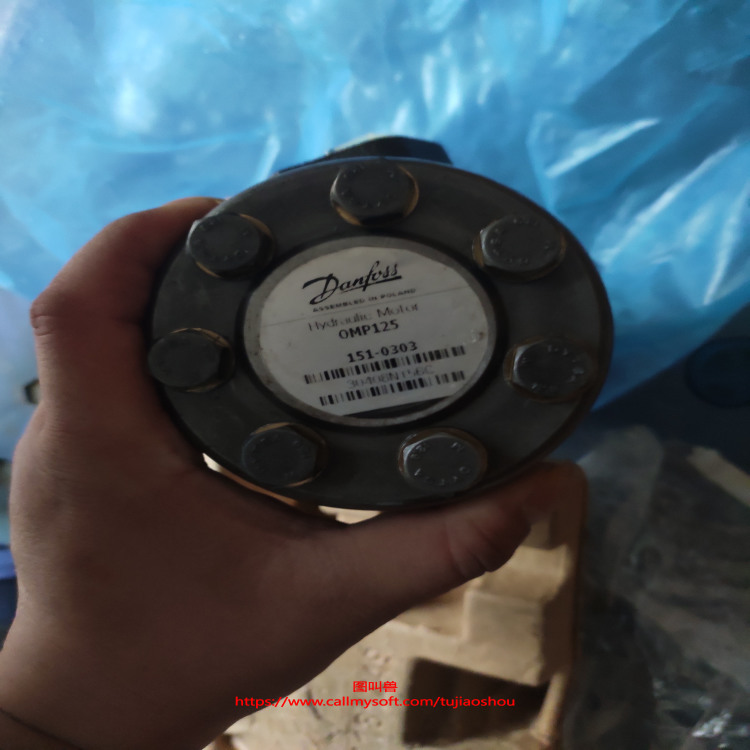 Danfoss
ASSEMBLED IN POLAND
Hydraulic Motor
OMP125
151-0303
图叫兽
https://www.callmysoft.com/tujiaoshou